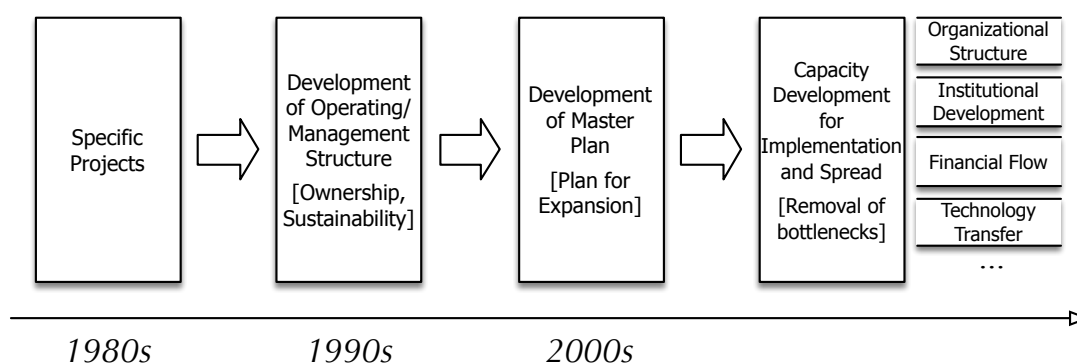 Specific
Projects
Development
of Operating/
Management
Structure
[Ownership,
Sustainability]
Development
of Master
Plan
[Plan for
Expansion]
Capacity
Development
for
Implementation
and Spread
[Removal of
bottlenecks]
Organizational
Structure
Institutional
Development
Financial Flow
Technology
Transfer
...
1980s
1990s
2000s